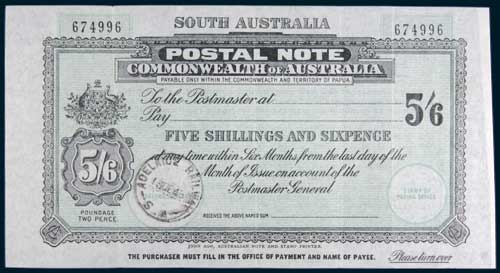 SOUTH AUSTRALIA
674996 674996
POSTAL NOTE
COMMONWEALTH OF AUSTRALIA
PAYABLE ONLY WITHIN THE COMMONWEALTH AND TERRITORY OF PAPUA.
To the Postmaster at
Pay
5/6
FIVE SHILLINGS AND SIXPENCE
at any time within Six Months from the last day of the
Month of Issue on account of the
Postmaster-General
5/6
ADELAIDE RAILWAY
POUNDAGE
TWO PENCE.
RECEIVED THE ABOVE NAMED SUM
STAMP OF
PAYING OFFICE
JOHN ASH, AUSTRALIAN NOTE AND STAMP PRINTER.
THE PURCHASER MUST FILL IN THE OFFICE OF PAYMENT AND NAME OF PAYEE.
Please turn over